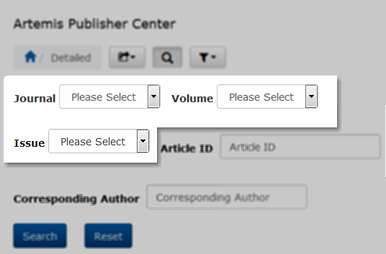 Artemis Publisher Center
/ Detailed
Journal Please Select Volume Please Select
Issue Please Select Article ID Article ID
Corresponding Author Corresponding Author
Search Reset